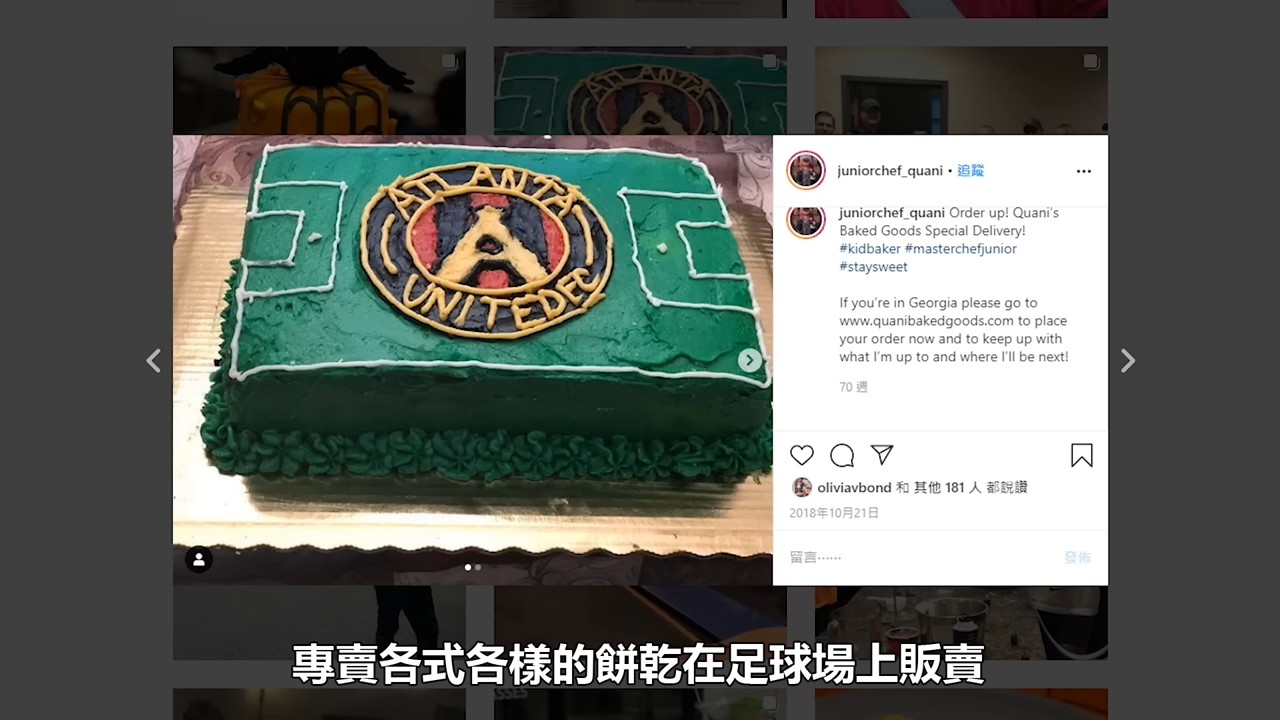 ATLANTA
UNITED FC
juniorchef_quani • 追蹤
juniorchef_quani Order up! Quani's
Baked Goods Special Delivery!
#kidbaker #masterchefjunior
#staysweet
If you're in Georgia please go to
www.quanibakedgoods.com to place
your order now and to keep up with
what I'm up to and where I'll be next!
70 週
oliviavbond 和 其他 181 人 都說讚
2018年10月21日
留言⋯⋯
發佈
專賣各式各樣的餅乾在足球場上販賣